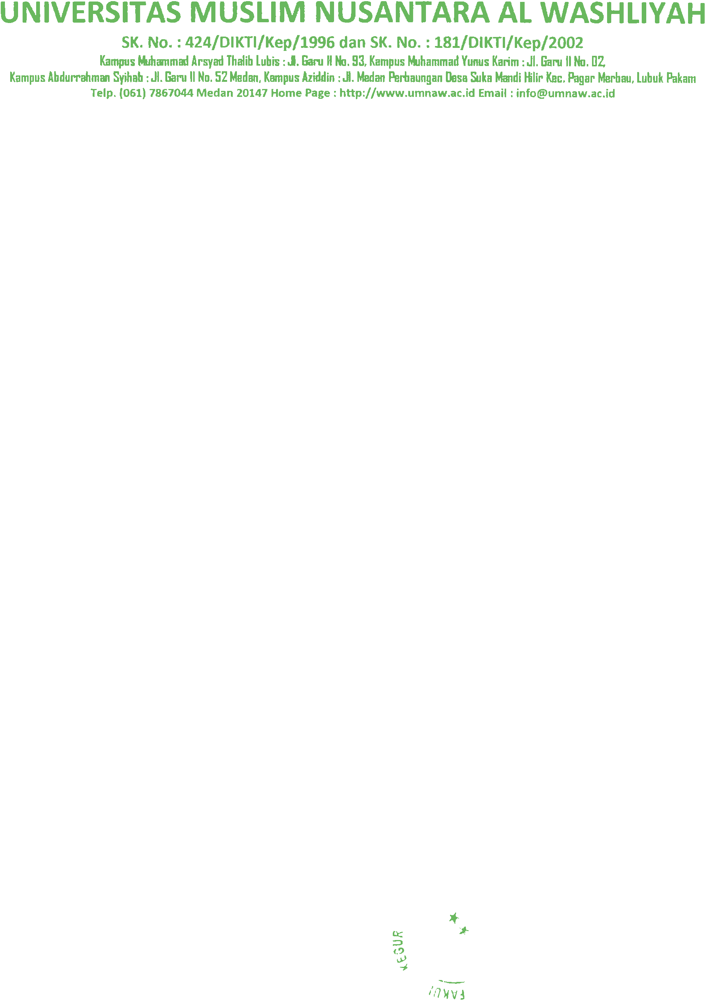 UNIVERSITAS MUSLIM NUSANTARA AL WASHLIYAH
SK. No. : 424/DIKTI/Kep/1996 dan SK. No. : 181/DIKTI/Kep/2002
Kampus Muhammad Arsyad Thalib Lubis : Jl. Garu II No. 93, Kampus Muhammad Yunus Karim : Jl. Garu II No. 02,
Kampus Abdurrahman Syihab : Jl. Garu II No. 52 Medan, Kampus Aziddin : Jl. Medan Perbaungan Desa Suka Mandi Hilir Kec. Pagar Merbau, Lubuk Pakam
Telp. (061) 7867044 Medan 20147 Home Page : http://www.umnaw.ac.id Email : info@umnaw.ac.id
KEGUR
FAKU